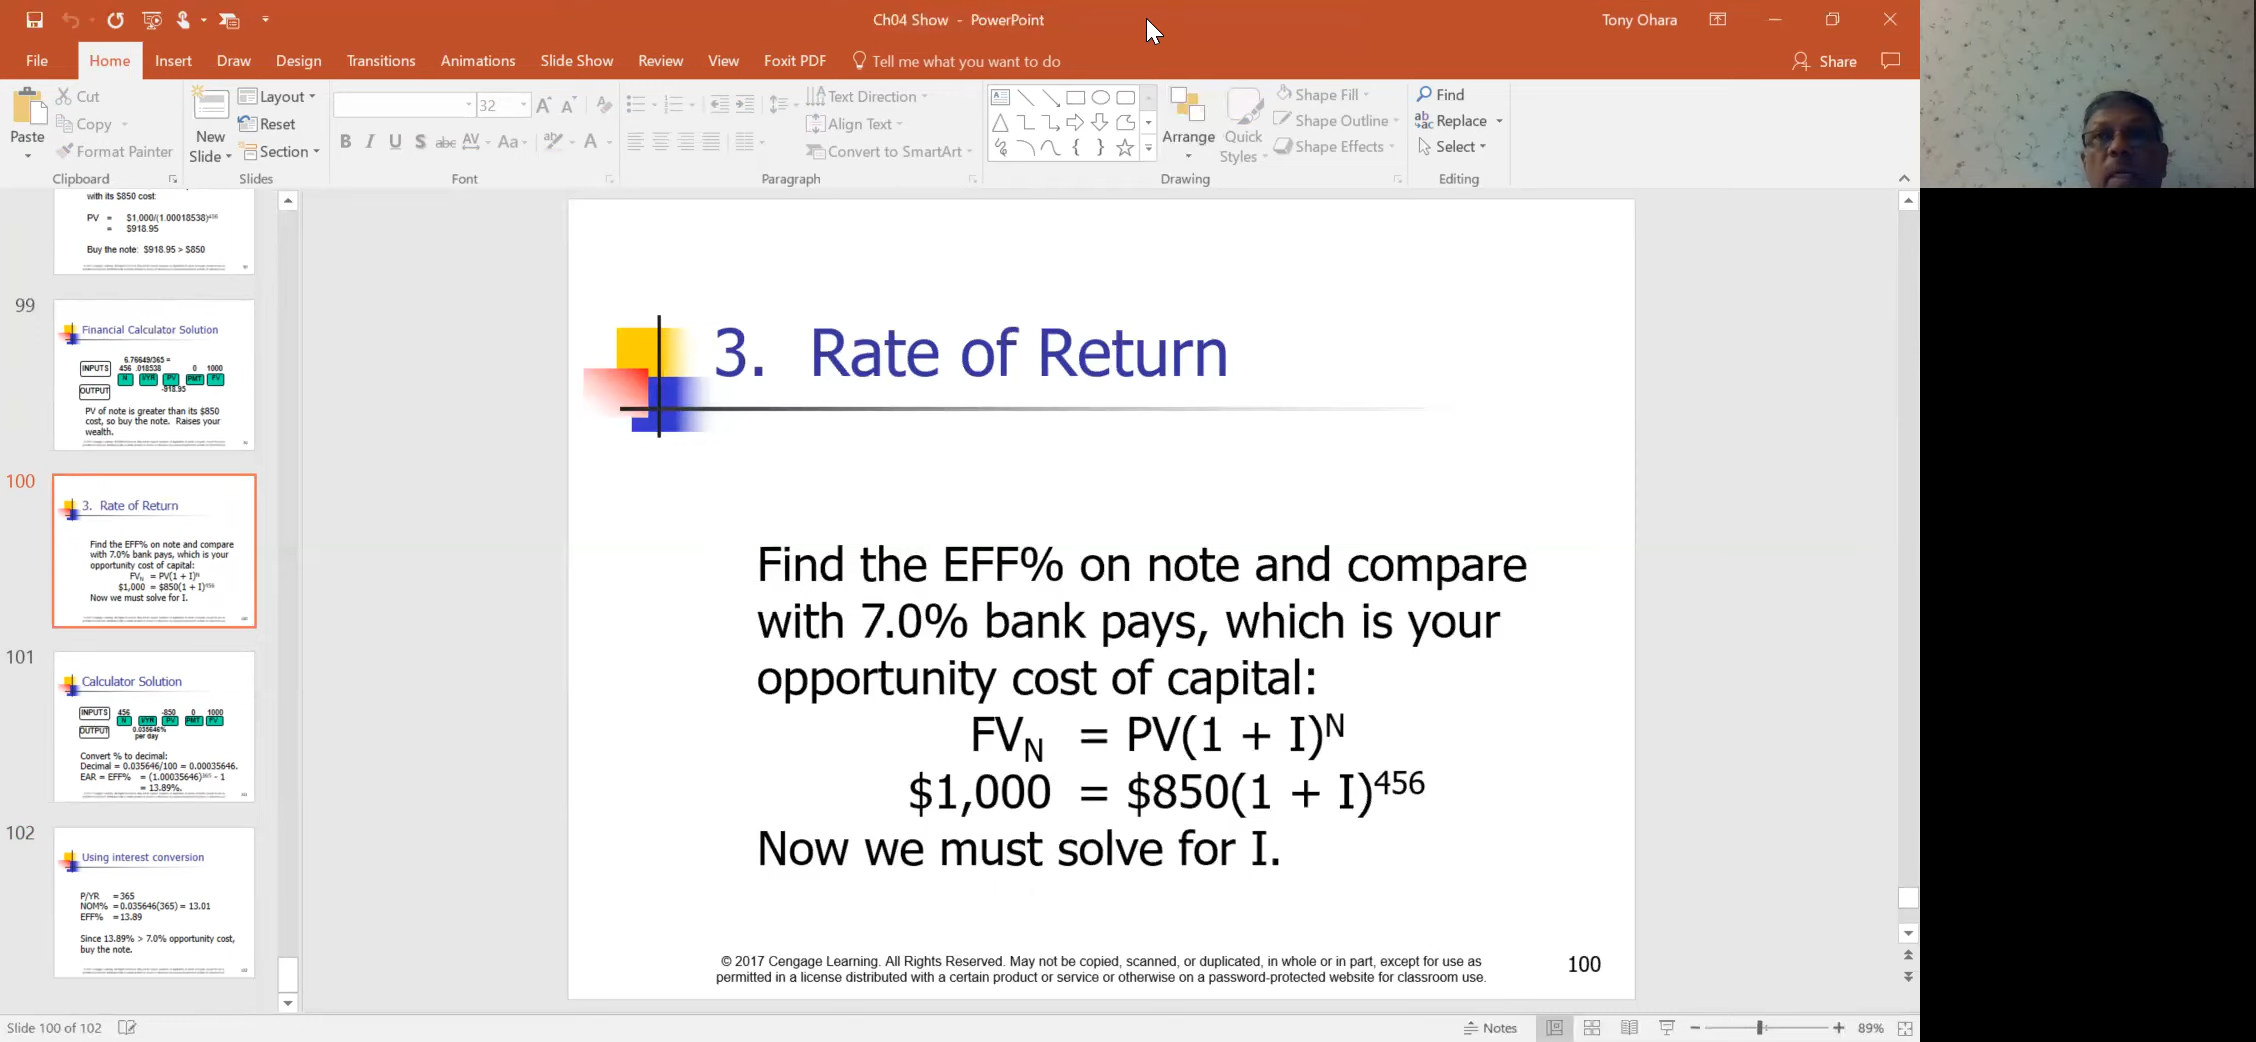 Ch04 Show - PowerPoint
Tony Ohara
File Home Insert Draw Design Transitions Animations Slide Show Review View Foxit PDF Tell me what you want to do
Share
Paste
Cut
Copy
Format Painter
Clipboard
New Slide
Layout
Reset
Section
Slides
32
B I U S abc AV Aa A
Font
Text Direction
Align Text
Convert to SmartArt
Paragraph
Arrange
Quick Styles
Shape Fill
Shape Outline
Shape Effects
Drawing
Find
Replace
Select
Editing
with its $850 cost:
PV = $1,000/(1.00018538)456
= $918.95
Buy the note: $918.95 > $850
99
Financial Calculator Solution
6.76649/365 =
456 .018538 0 1000
INPUTS
N I/YR PV PMT FV
OUTPUT
-918.95
PV of note is greater than its $850
cost, so buy the note. Raises your
wealth.
100
3. Rate of Return
Find the EFF% on note and compare
with 7.0% bank pays, which is your
opportunity cost of capital:
FVN = PV(1 + I)N
$1,000 = $850(1 + I)456
Now we must solve for I.
101
Calculator Solution
456 -850 0 1000
INPUTS
N I/YR PV PMT FV
OUTPUT
0.035646%
per day
Convert % to decimal:
Decimal = 0.035646/100 = 0.00035646.
EAR = EFF% = (1.00035646)365 - 1
= 13.89%.
102
Using interest conversion
P/YR = 365
NOM% = 0.035646(365) = 13.01
EFF% = 13.89
Since 13.89% > 7.0% opportunity cost,
buy the note.
3. Rate of Return
Find the EFF% on note and compare
with 7.0% bank pays, which is your
opportunity cost of capital:
FVN = PV(1 + I)N
$1,000 = $850(1 + I)456
Now we must solve for I.
© 2017 Cengage Learning. All Rights Reserved. May not be copied, scanned, or duplicated, in whole or in part, except for use as
permitted in a license distributed with a certain product or service or otherwise on a password-protected website for classroom use.
100
Slide 100 of 102
Notes
89%